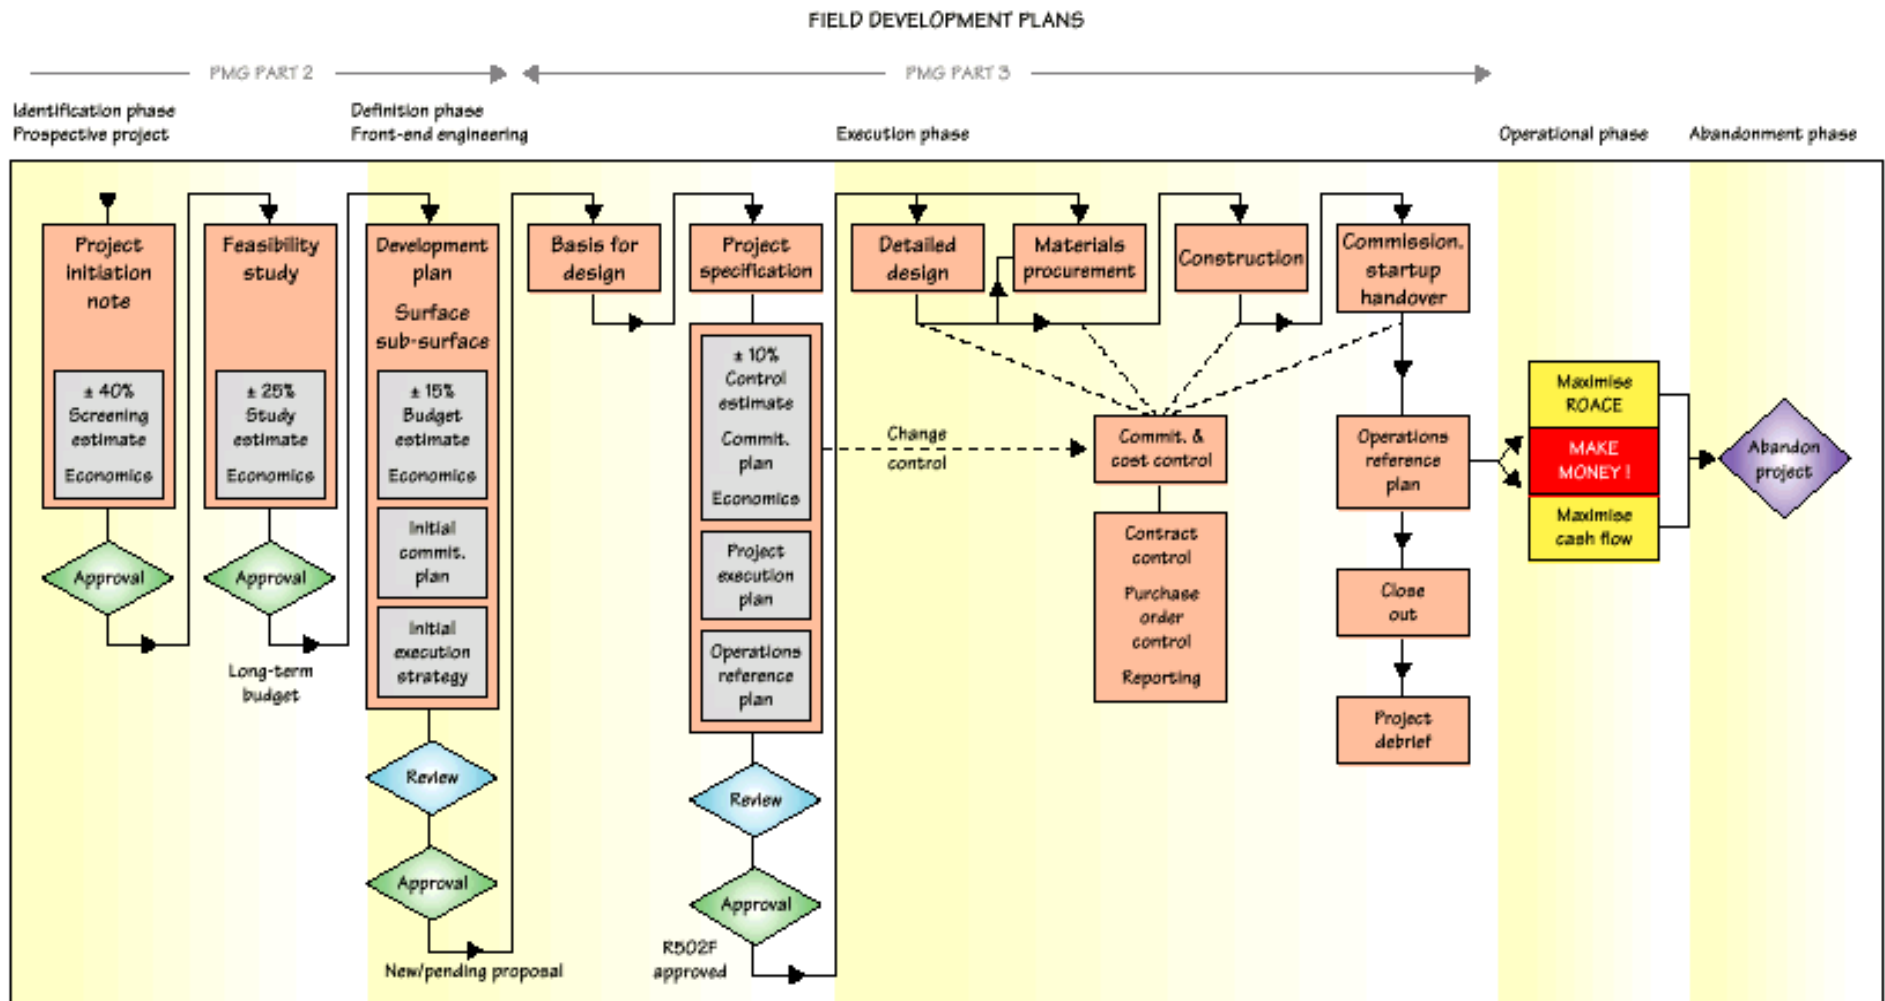 FIELD DEVELOPMENT PLANS
PMG PART 2
PMG PART 3
Identification phase
Prospective project
Definition phase
Front-end engineering
Execution phase
Operational phase
Abandonment phase
Project
initiation
note
± 40%
Screening
estimate
Economics
Approval
Feasibility
study
± 25%
Study
estimate
Economics
Approval
Long-term
budget
Development
plan
Surface
sub-surface
± 15%
Budget
estimate
Economics
Initial
commit.
plan
Initial
execution
strategy
Review
Approval
New/pending proposal
Basis for
design
Project
specification
± 10%
Control
estimate
Commit.
plan
Economics
Project
execution
plan
Operations
reference
plan
Review
Approval
R502F
approved
Change
control
Detailed
design
Materials
procurement
Construction
Commission.
startup
handover
Commit. &
cost control
Contract
control
Purchase
order
control
Reporting
Operations
reference
plan
Close
out
Project
debrief
Maximise
ROACE
MAKE
MONEY !
Maximise
cash flow
Abandon
project